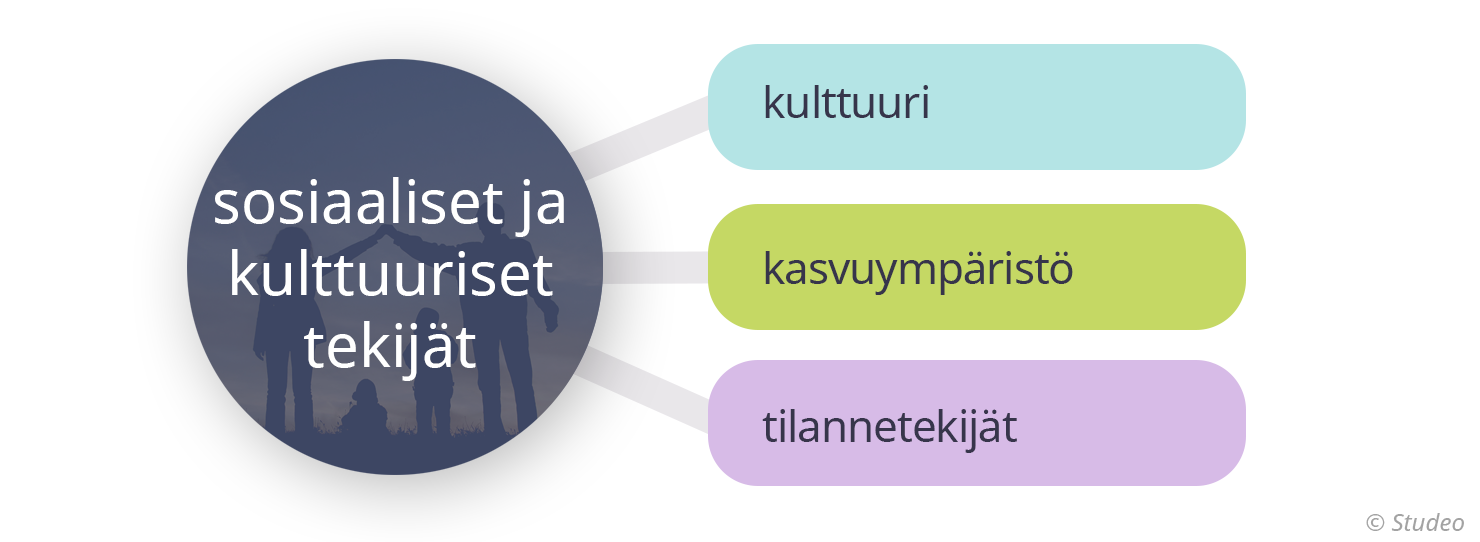 sosiaaliset ja
kulttuuriset
tekijät
kulttuuri
kasvuympäristö
tilannetekijät
© Studeo